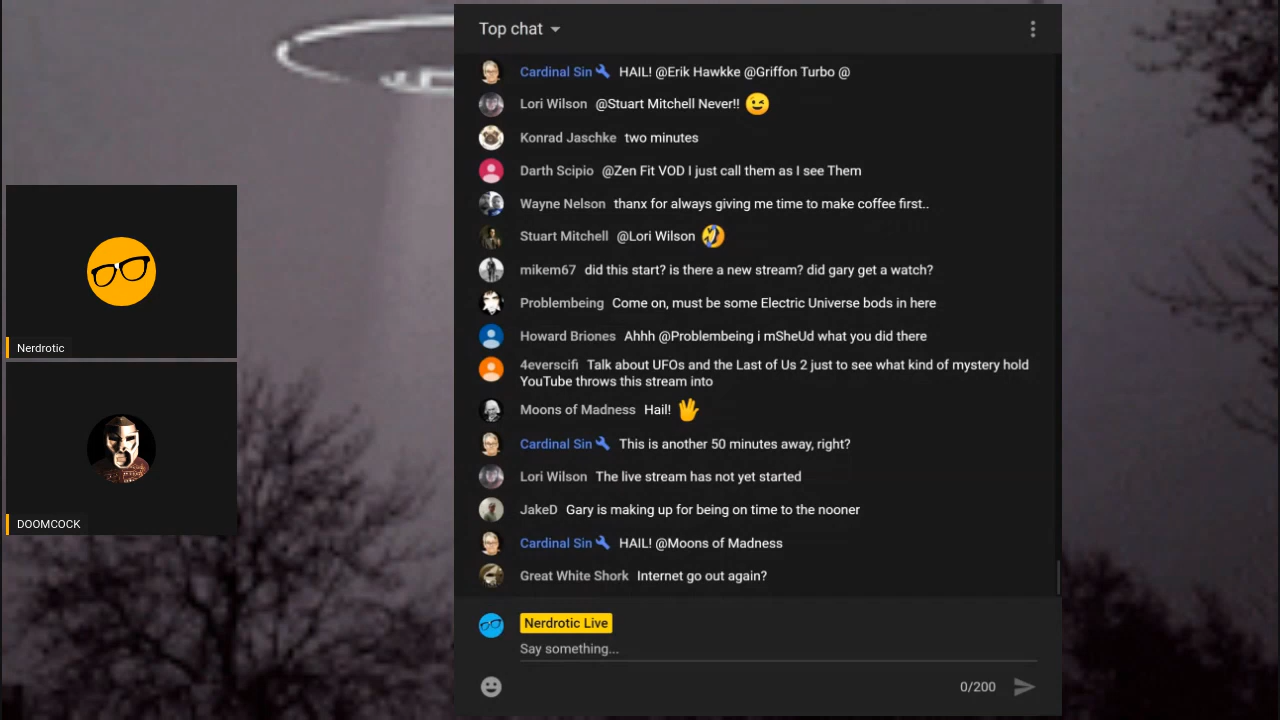 Top chat
Cardinal Sin HAIL! @Erik Hawkke @Griffon Turbo @
Lori Wilson @Stuart Mitchell Never!! 😉
Konrad Jaschke two minutes
Darth Scipio @Zen Fit VOD I just call them as I see Them
Wayne Nelson thanx for always giving me time to make coffee first..
Stuart Mitchell @Lori Wilson 🤣
mikem67 did this start? is there a new stream? did gary get a watch?
Problembeing Come on, must be some Electric Universe bods in here
Howard Briones Ahhh @Problembeing i mSheUd what you did there
4everscifi Talk about UFOs and the Last of Us 2 just to see what kind of mystery hold
YouTube throws this stream into
Moons of Madness Hail! 🖖
Cardinal Sin This is another 50 minutes away, right?
Lori Wilson The live stream has not yet started
JakeD Gary is making up for being on time to the nooner
Cardinal Sin HAIL! @Moons of Madness
Great White Shork Internet go out again?
Nerdrotic Live
Say something...
0/200
Nerdrotic
DOOMCOCK